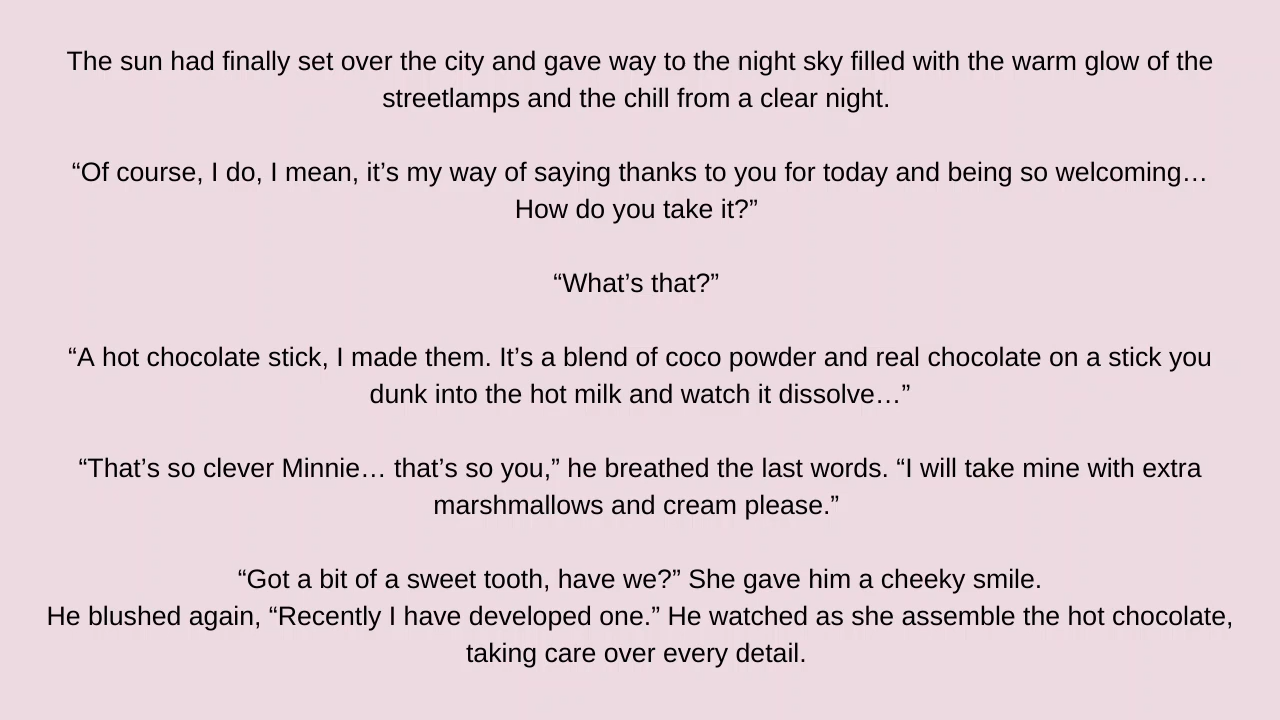 The sun had finally set over the city and gave way to the night sky filled with the warm glow of the
streetlamps and the chill from a clear night.
“Of course, I do, I mean, it’s my way of saying thanks to you for today and being so welcoming…
How do you take it?”
“What’s that?”
“A hot chocolate stick, I made them. It’s a blend of coco powder and real chocolate on a stick you
dunk into the hot milk and watch it dissolve…”
“That’s so clever Minnie… that’s so you,” he breathed the last words. “I will take mine with extra
marshmallows and cream please.”
“Got a bit of a sweet tooth, have we?” She gave him a cheeky smile.
He blushed again, “Recently I have developed one.” He watched as she assemble the hot chocolate,
taking care over every detail.